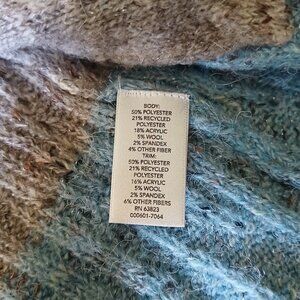 BODY:
50% POLYESTER
21% RECYCLED
POLYESTER
18% ACRYLIC
5% WOOL
2% SPANDEX
4% OTHER FIBER
TRIM:
50% POLYESTER
21% RECYCLED
POLYESTER
16% ACRYLIC
5% WOOL
2% SPANDEX
6% OTHER FIBERS
RN 63823
000601-7064